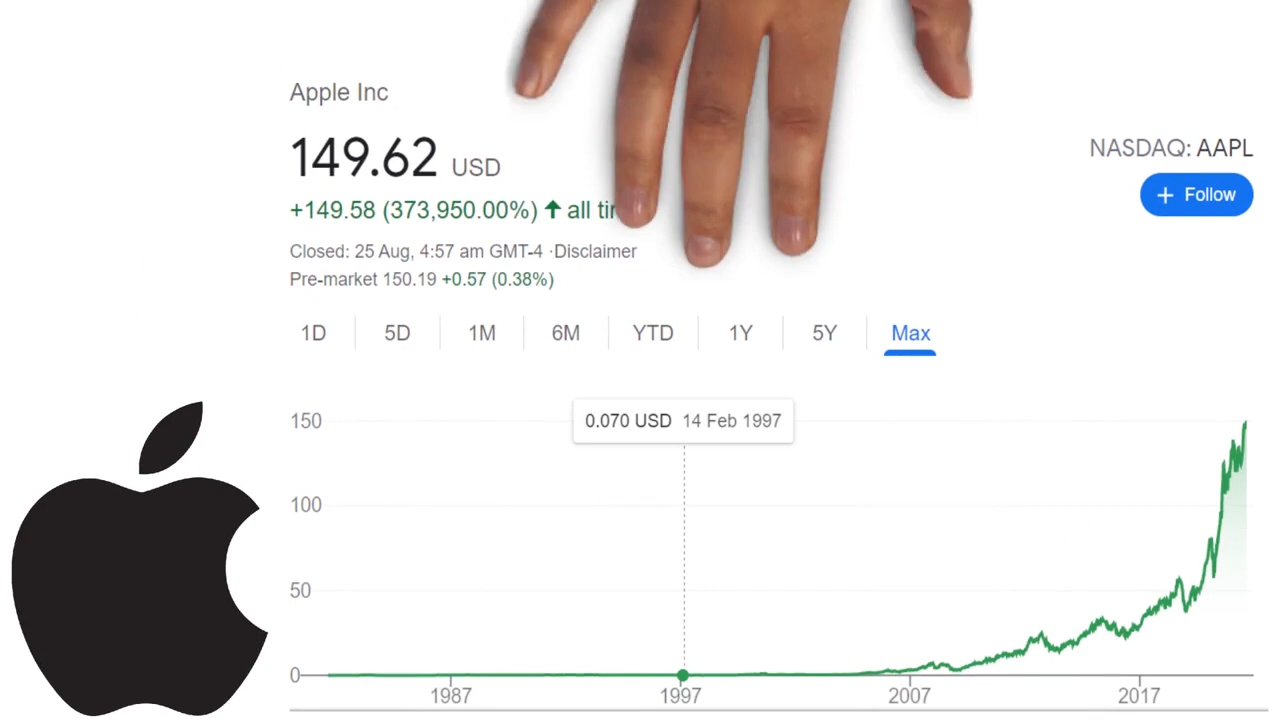 Apple Inc
149.62 USD
NASDAQ: AAPL
+ Follow
+149.58 (373,950.00%) ↑ all
Closed: 25 Aug, 4:57 am GMT-4 ·Disclaimer
Pre-market 150.19 +0.57 (0.38%)
1D 5D 1M 6M YTD 1Y 5Y Max
0.070 USD 14 Feb 1997
150
100
50
0
1987 1997 2007 2017